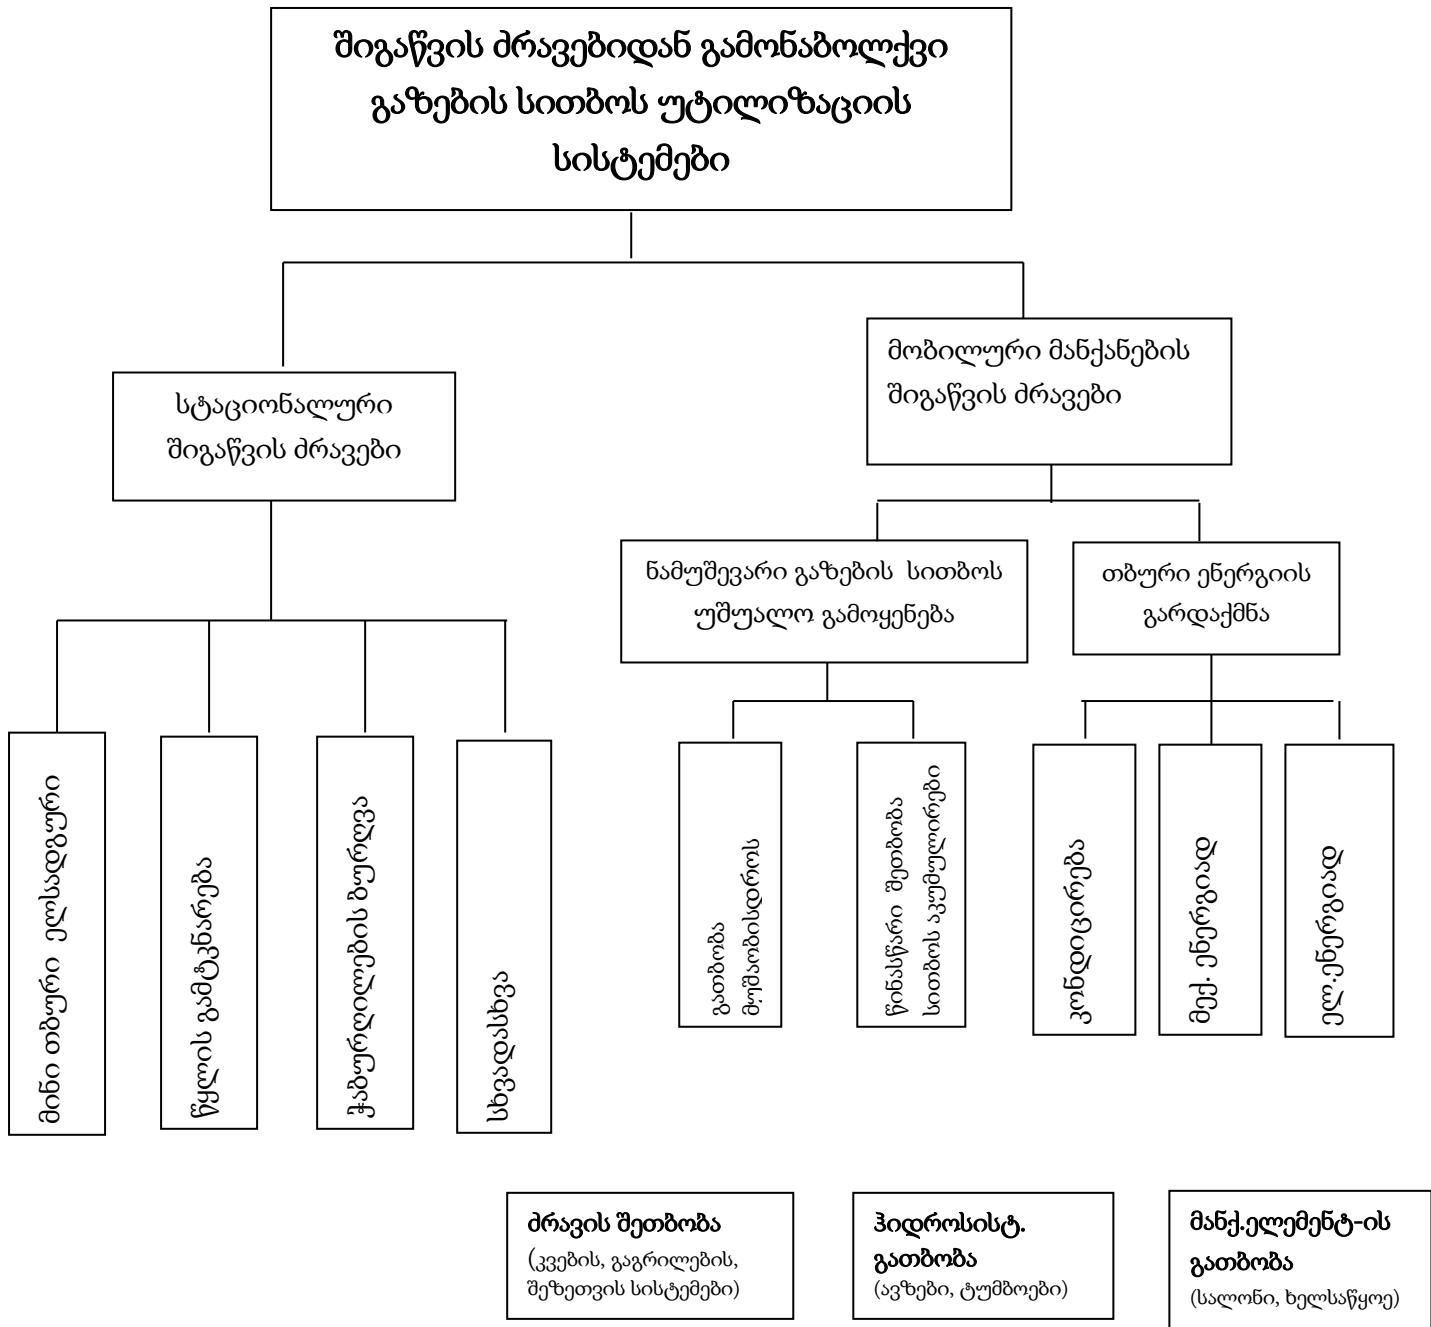 შიგაწვის ძრავებიდან გამონაბოლქვი
გაზების სითბოს უტილიზაციის
სისტემები
მობილური მანქანების
შიგაწვის ძრავები
სტაციონალური
შიგაწვის ძრავები
ნამუშევარი გაზების სითბოს
უშუალო გამოყენება
თბური ენერგიის
გარდაქმნა
მინი თბური ელსადგური
წყლის გამტკნარება
ჭაბურღილების ბურღვა
სხვადასხვა
გათბობა
მუშაობისდროს
წინასწარი შეთბობა
სითბოს აკუმულირები
კონდიცირება
მექ. ენერგიად
ელ.ენერგიად
ძრავის შეთბობა
(კვების, გაგრილების,
შეზეთვის სისტემები)
ჰიდროსისტ.
გათბობა
(ავზები, ტუმბოები)
მანქ.ელემენტ-ის
გათბობა
(სალონი, ხელსაწყოე)